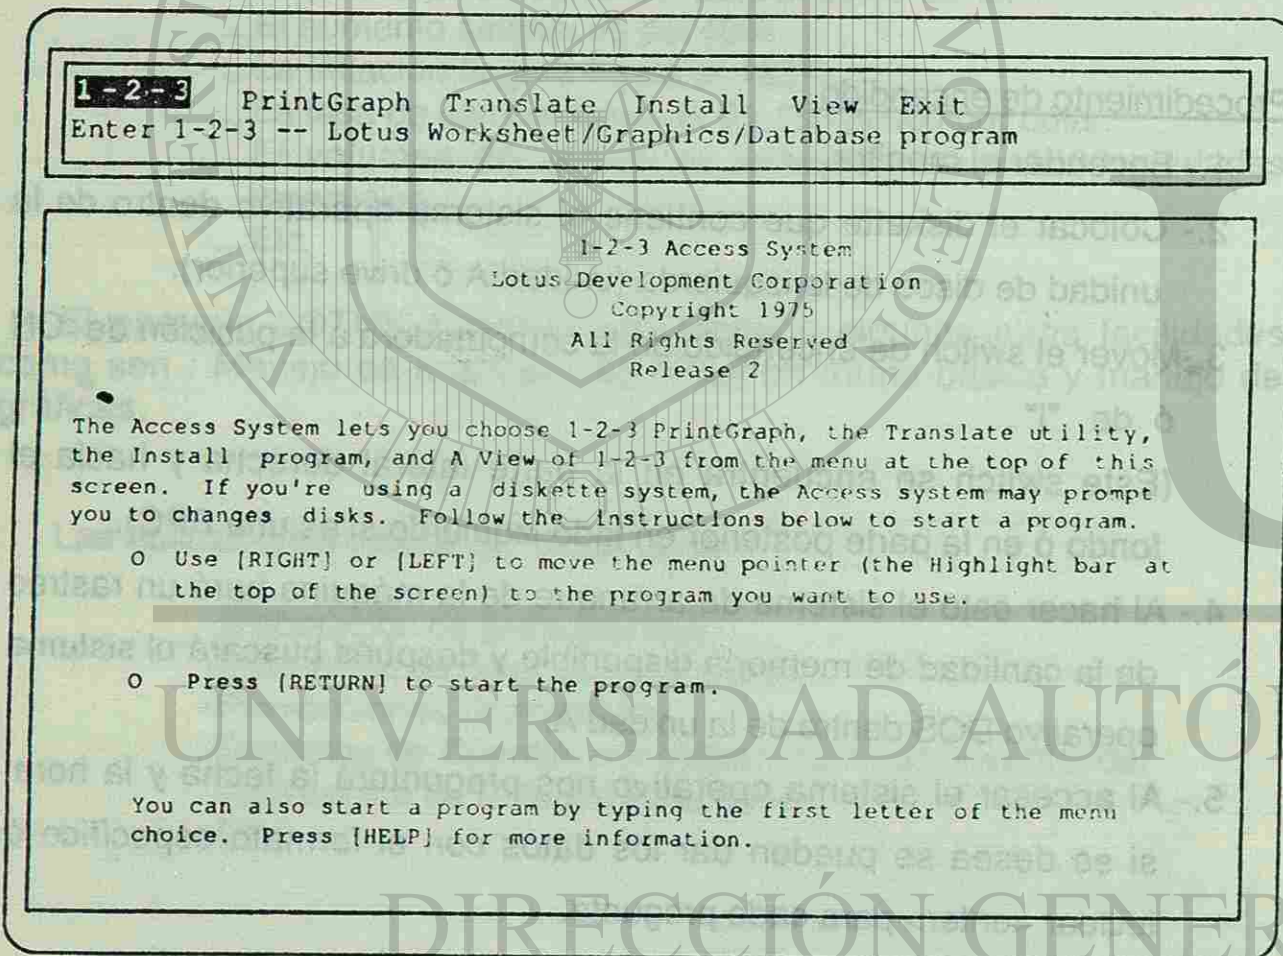 1-2-3 PrintGraph Translate Install View Exit
Enter 1-2-3 -- Lotus Worksheet/Graphics/Database program
1-2-3 Access System
Lotus Development Corporation
Copyright 1975
All Rights Reserved
Release 2
The Access System lets you choose 1-2-3 PrintGraph, the Translate utility,
the Install program, and A View of 1-2-3 from the menu at the top of this
screen. If you're using a diskette system, the Access system may prompt
you to changes disks. Follow the instructions below to start a program.
O Use [RIGHT] or [LEFT] to move the menu pointer (the Highlight bar at
the top of the screen) to the program you want to use.
O Press [RETURN] to start the program.
UNIVERSIDAD AUTÓ
You can also start a program by typing the first letter of the menu
choice. Press [HELP] for more information.
DIRECCIÓN GENER